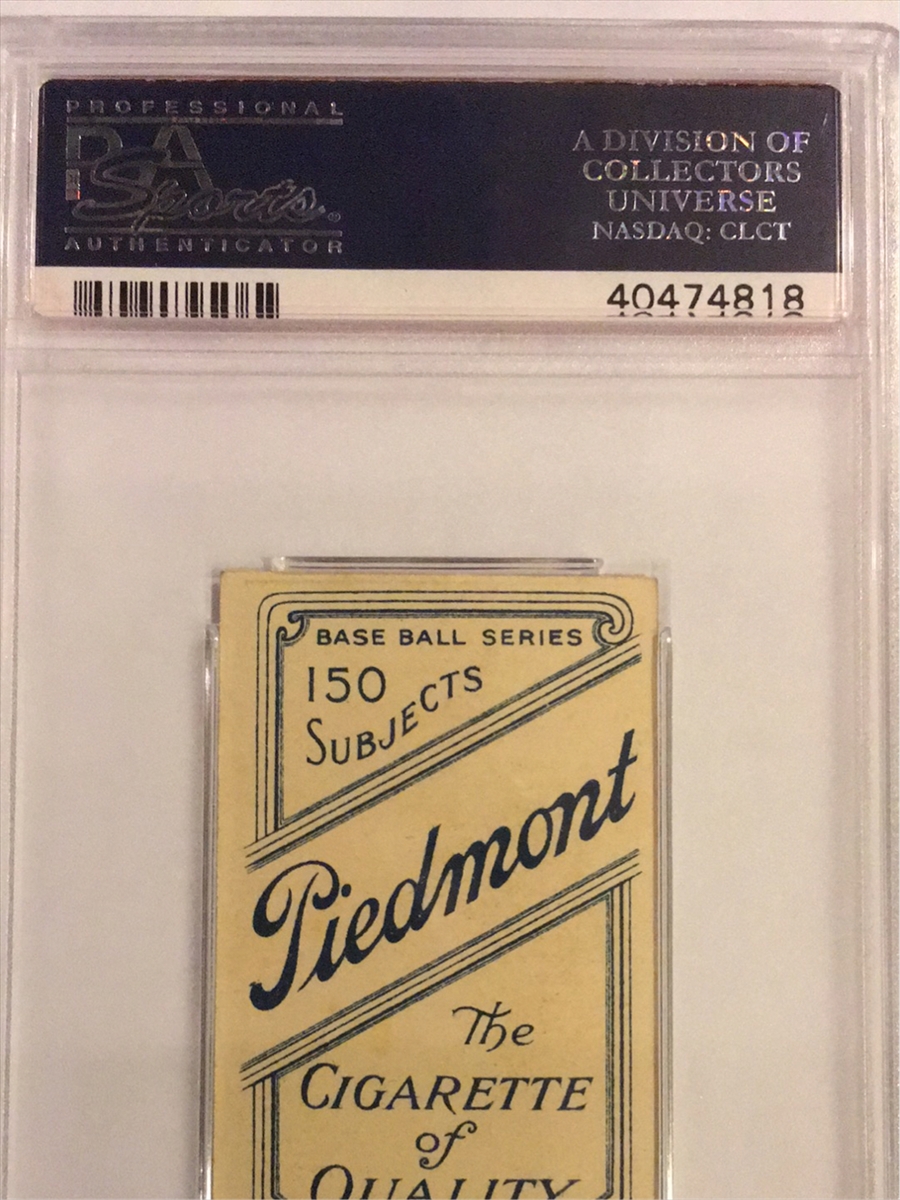 PROFESSIONAL
PSA
Sports®
AUTHENTICATOR
A DIVISION OF
COLLECTORS
UNIVERSE
NASDAQ: CLCT
40474818
BASE BALL SERIES
150
SUBJECTS
Piedmont
The
CIGARETTE
of
QUALITY